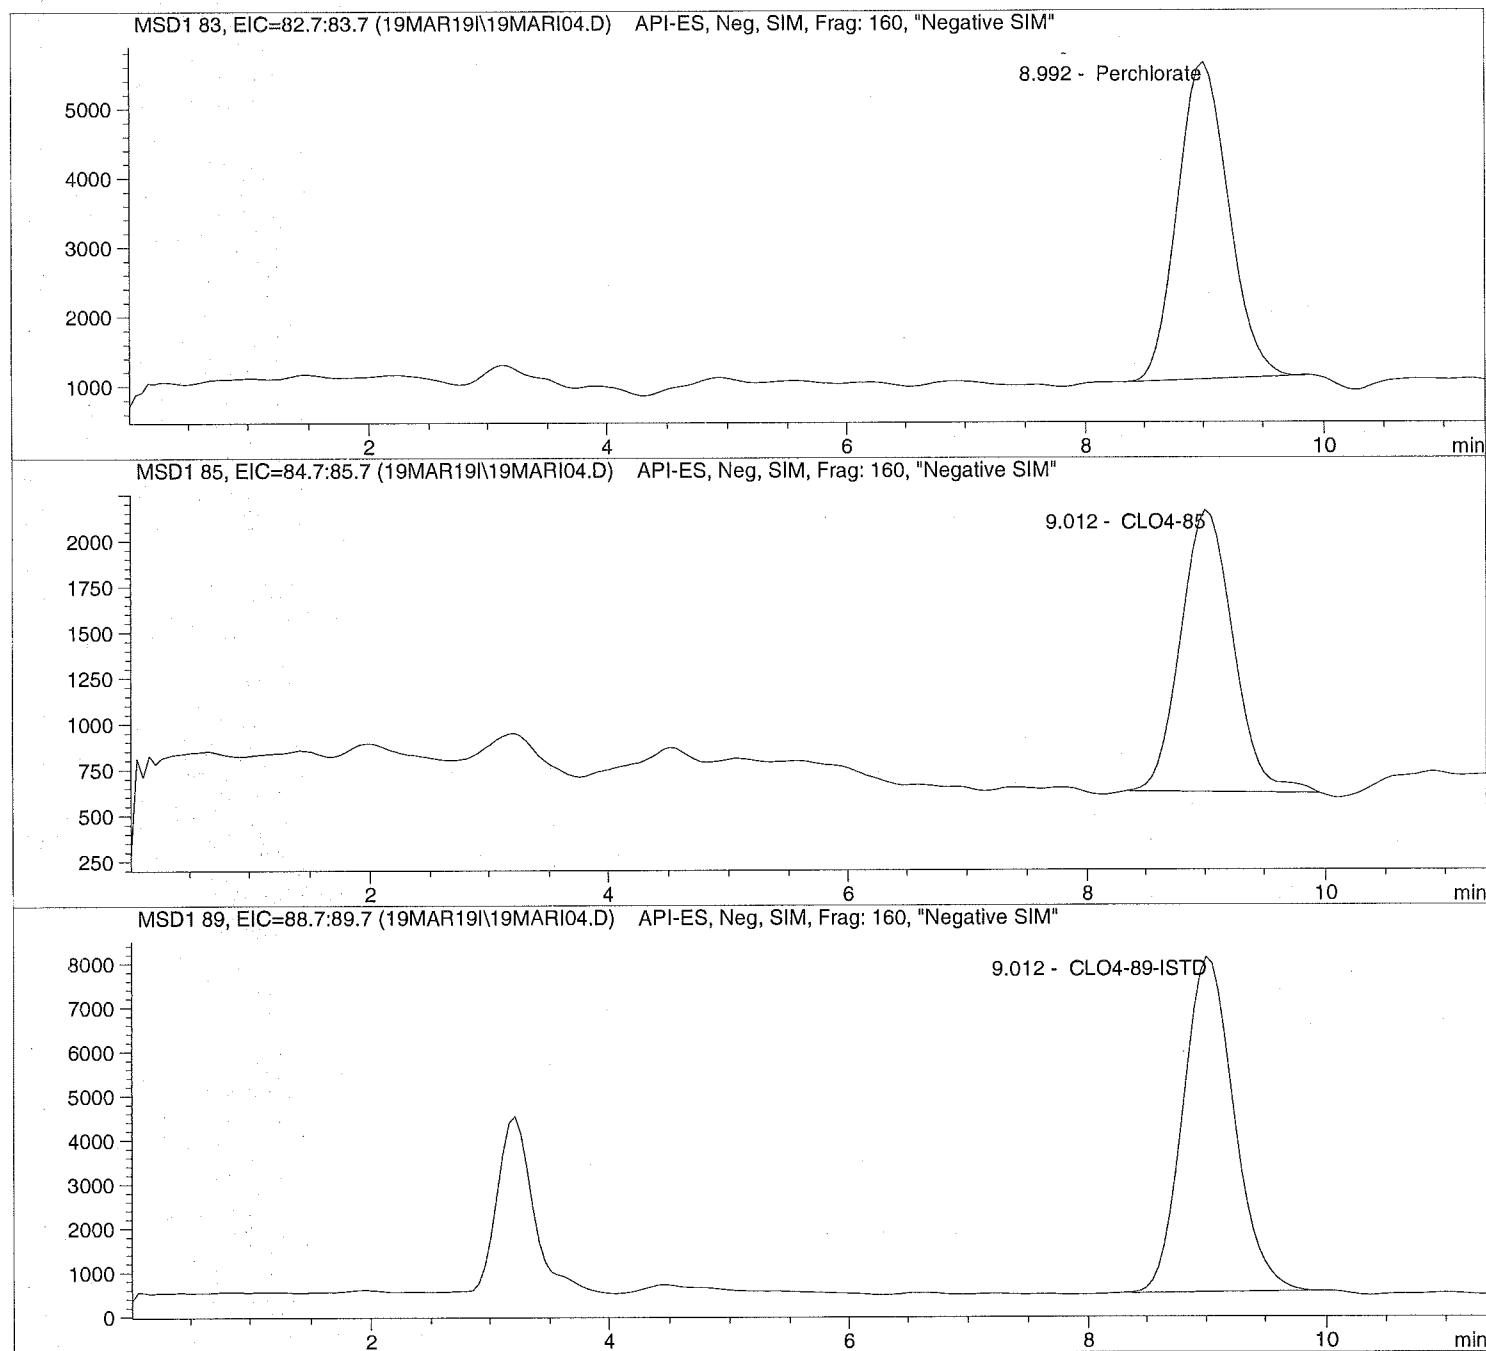 MSD1 83, EIC=82.7:83.7 (19MAR19I\19MARI04.D) API-ES, Neg, SIM, Frag: 160, "Negative SIM"
8.992 - Perchlorate
5000
4000
3000
2000
1000
2 4 6 8 10 min
MSD1 85, EIC=84.7:85.7 (19MAR19I\19MARI04.D) API-ES, Neg, SIM, Frag: 160, "Negative SIM"
9.012 - CLO4-85
2000
1750
1500
1250
1000
750
500
250
2 4 6 8 10 min
MSD1 89, EIC=88.7:89.7 (19MAR19I\19MARI04.D) API-ES, Neg, SIM, Frag: 160, "Negative SIM"
9.012 - CLO4-89-ISTD
8000
7000
6000
5000
4000
3000
2000
1000
0
2 4 6 8 10 min